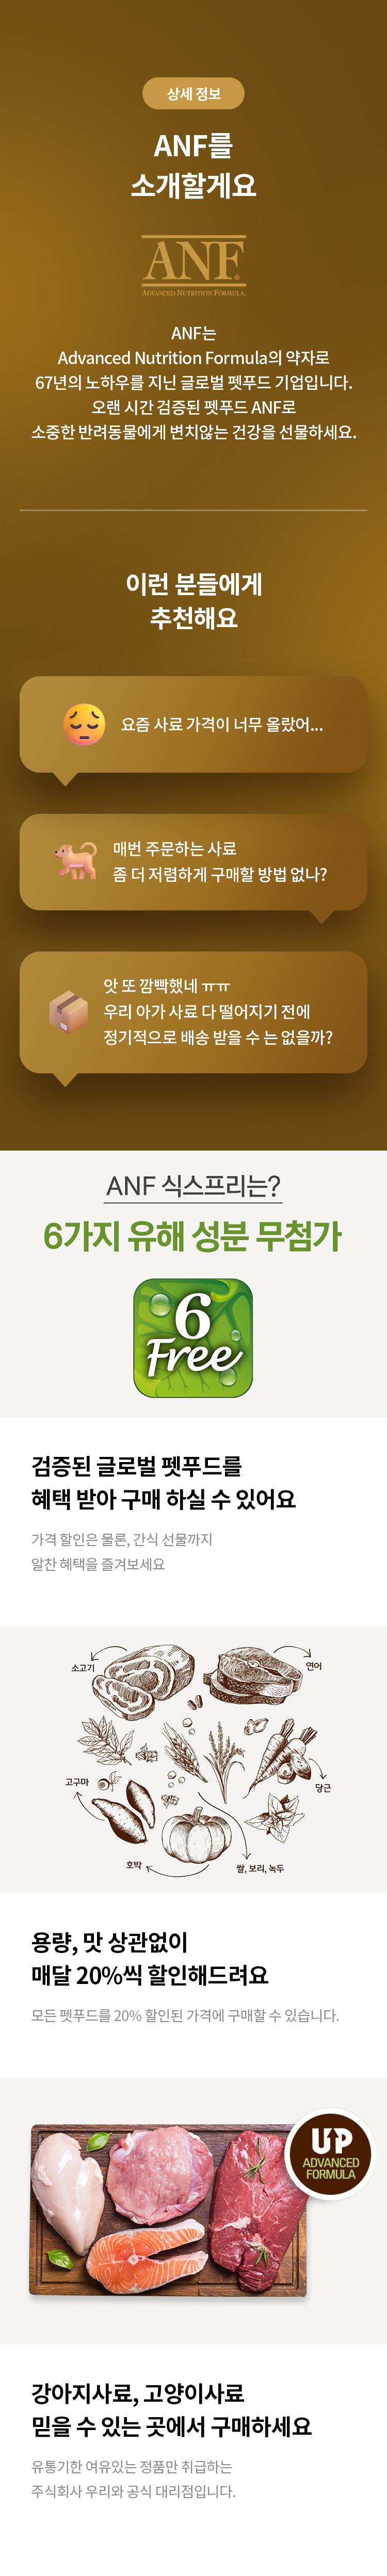 상세 정보
ANF를
소개할게요
ANF®
ADVANCED NUTRITION FORMULA.
ANF는
Advanced Nutrition Formula의 약자로
67년의 노하우를 지닌 글로벌 펫푸드 기업입니다.
오랜 시간 검증된 펫푸드 ANF로
소중한 반려동물에게 변치않는 건강을 선물하세요.
이런 분들에게
추천해요
요즘 사료 가격이 너무 올랐어...
매번 주문하는 사료
좀 더 저렴하게 구매할 방법 없나?
앗 또 깜빡했네 ㅠㅠ
우리 아가 사료 다 떨어지기 전에
정기적으로 배송 받을 수 는 없을까?
ANF 식스프리는?
6가지 유해 성분 무첨가
6
Free
검증된 글로벌 펫푸드를
혜택 받아 구매 하실 수 있어요
가격 할인은 물론, 간식 선물까지
알찬 혜택을 즐겨보세요
소고기
연어
고구마
당근
호박
쌀, 보리, 녹두
용량, 맛 상관없이
매달 20%씩 할인해드려요
모든 펫푸드를 20% 할인된 가격에 구매할 수 있습니다.
UP
ADVANCED
FORMULA
강아지사료, 고양이사료
믿을 수 있는 곳에서 구매하세요
유통기한 여유있는 정품만 취급하는
주식회사 우리와 공식 대리점입니다.